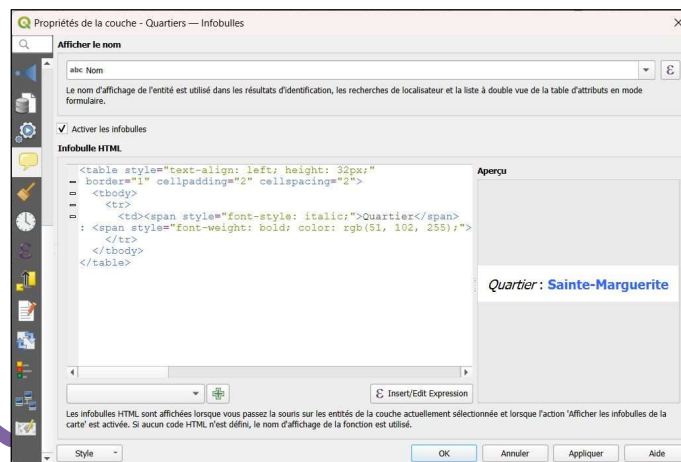 Propriétés de la couche - Quartiers — Infobulles
Afficher le nom
abc Nom
Le nom d'affichage de l'entité est utilisé dans les résultats d'identification, les recherches de localisateur et la liste à double vue de la table d'attributs en mode
formulaire.
Activer les infobulles
Infobulle HTML
<table style="text-align: left; height: 32px;"
border="1" cellpadding="2" cellspacing="2">
<tbody>
<tr>
<td><span style="font-style: italic;">Quartier</span>
: <span style="font-weight: bold; color: rgb(51, 102, 255);">
</tr>
</tbody>
</table>
Aperçu
Quartier : Sainte-Marguerite
Insert/Edit Expression
Les infobulles HTML sont affichées lorsque vous passez la souris sur les entités de la couche actuellement sélectionnée et lorsque l'action 'Afficher les infobulles de la
carte' est activée. Si aucun code HTML n'est défini, le nom d'affichage de la fonction est utilisé.
Style
OK
Annuler
Appliquer
Aide